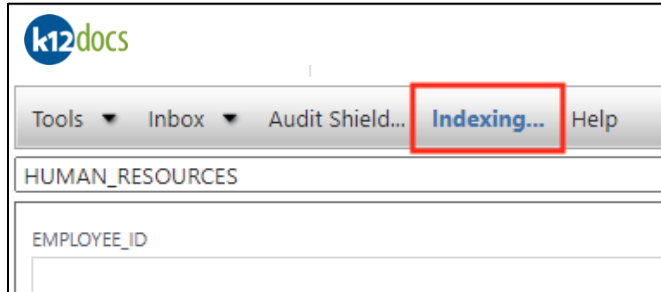 k12docs
Tools Inbox Audit Shield... Indexing... Help
HUMAN_RESOURCES
EMPLOYEE_ID